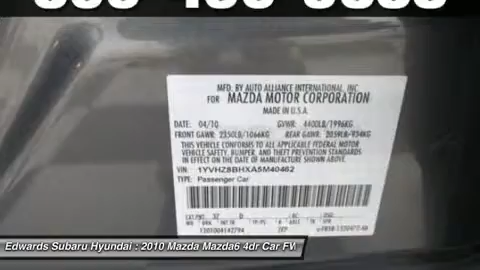 MFD. BY AUTO ALLIANCE INTERNATIONAL, INC
FOR MAZDA MOTOR CORPORATION
MADE IN U.S.A.
DATE: 04/10 GVWR: 4400LB/1996KG
FRONT GAWR: 2350LB/1066KG REAR GAWR: 2059LB/934KG
THIS VEHICLE CONFORMS TO ALL APPLICABLE FEDERAL MOTOR
VEHICLE SAFETY, BUMPER, AND THEFT PREVENTION STANDARDS
IN EFFECT ON THE DATE OF MANUFACTURE SHOWN ABOVE.
VIN: 1YVHZ8BHXA5M40462
TYPE: Passenger Car
Edwards Subaru Hyundai : 2010 Mazda Mazda6 4dr Car FV